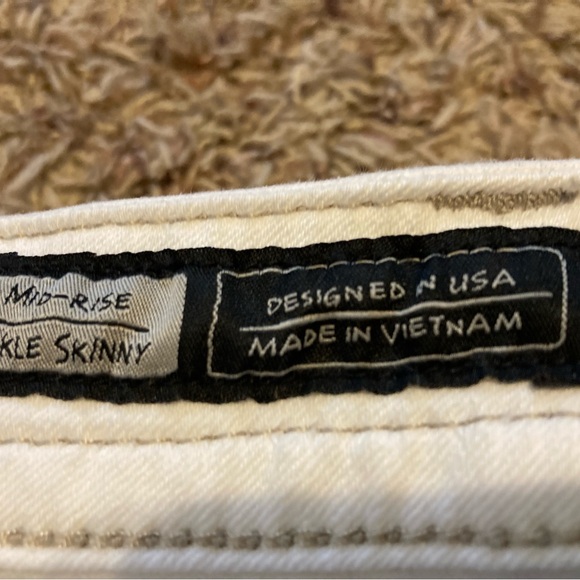 MID-RISE
KLE SKINNY
DESIGNED N USA
MADE IN VIETNAM